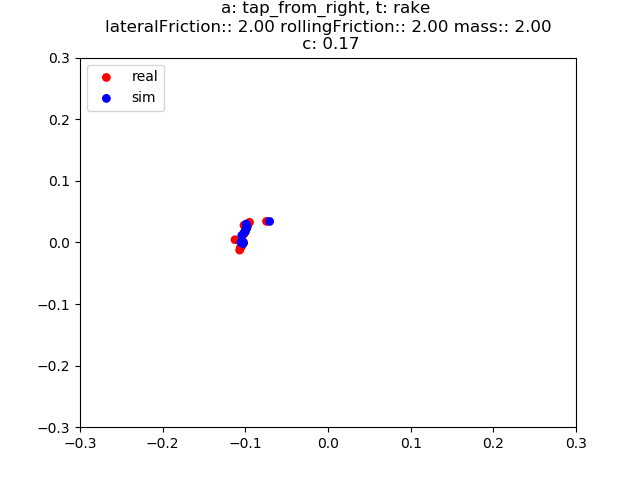 a: tap_from_right, t: rake
lateralFriction:: 2.00 rollingFriction:: 2.00 mass:: 2.00
c: 0.17
real
sim
0.3
0.2
0.1
0.0
−0.1
−0.2
−0.3
−0.3 −0.2 −0.1 0.0 0.1 0.2 0.3